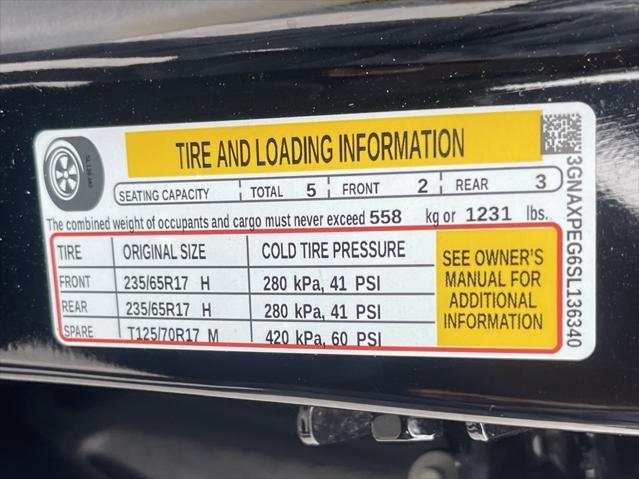 TIRE AND LOADING INFORMATION
SEATING CAPACITY TOTAL 5 FRONT 2 REAR 3
The combined weight of occupants and cargo must never exceed 558 kg or 1231 lbs.
TIRE ORIGINAL SIZE COLD TIRE PRESSURE
FRONT 235/65R17 H 280 kPa, 41 PSI
REAR 235/65R17 H 280 kPa, 41 PSI
SPARE T125/70R17 M 420 kPa, 60 PSI
SEE OWNER'S
MANUAL FOR
ADDITIONAL
INFORMATION
3GNAXPEG6SL136340
SL136340